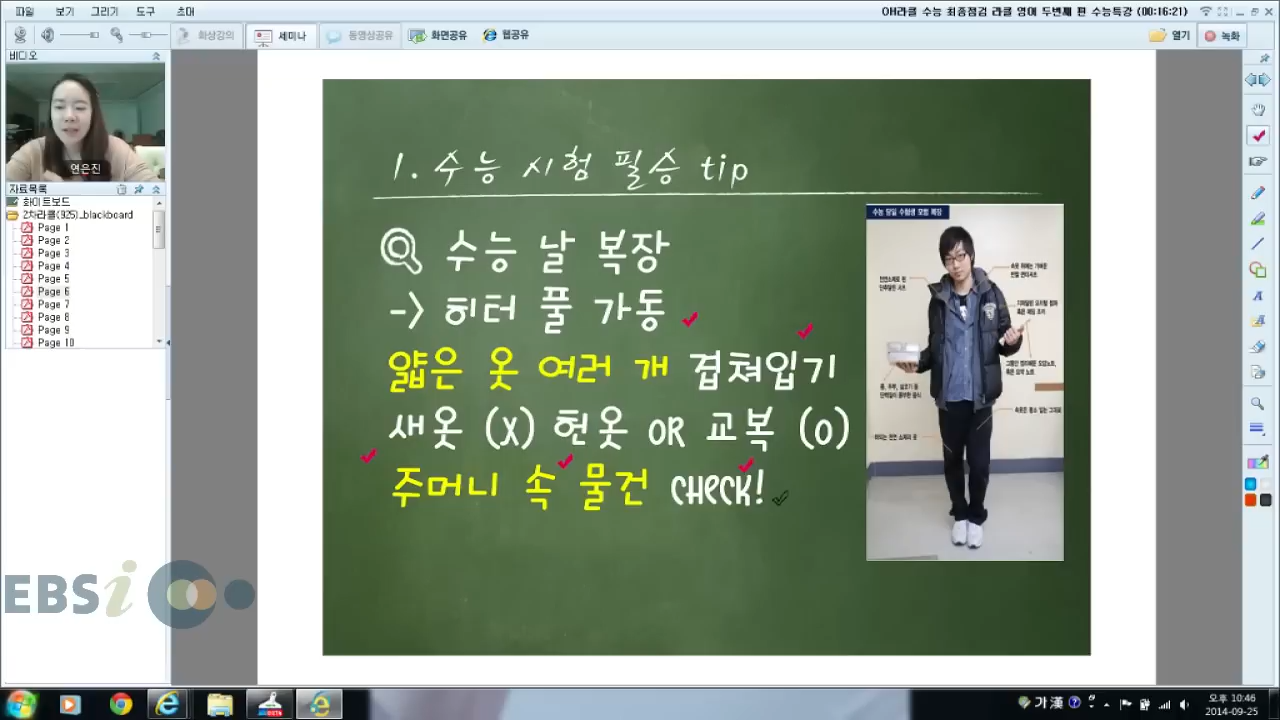 파일 보기 그리기 도구 초대
OH라클 수능 최종점검 라클 영어 두번째 편 수능특강 (00:16:21)
화상강의 세미나 동영상공유 화면공유 웹공유 열기 녹화
비디오
연은진
자료목록
화이트보드
2차라클(925)_blackboard
Page 1
Page 2
Page 3
Page 4
Page 5
Page 6
Page 7
Page 8
Page 9
Page 10
1. 수능 시험 필승 tip
수능 날 복장
-> 히터 풀 가동
얇은 옷 여러 개 겹쳐입기
새옷 (X) 헌옷 OR 교복 (O)
주머니 속 물건 CHECK!
수능 당일 수험생 모범 복장
EBSi
가 漢
오후 10:46
2014-09-25